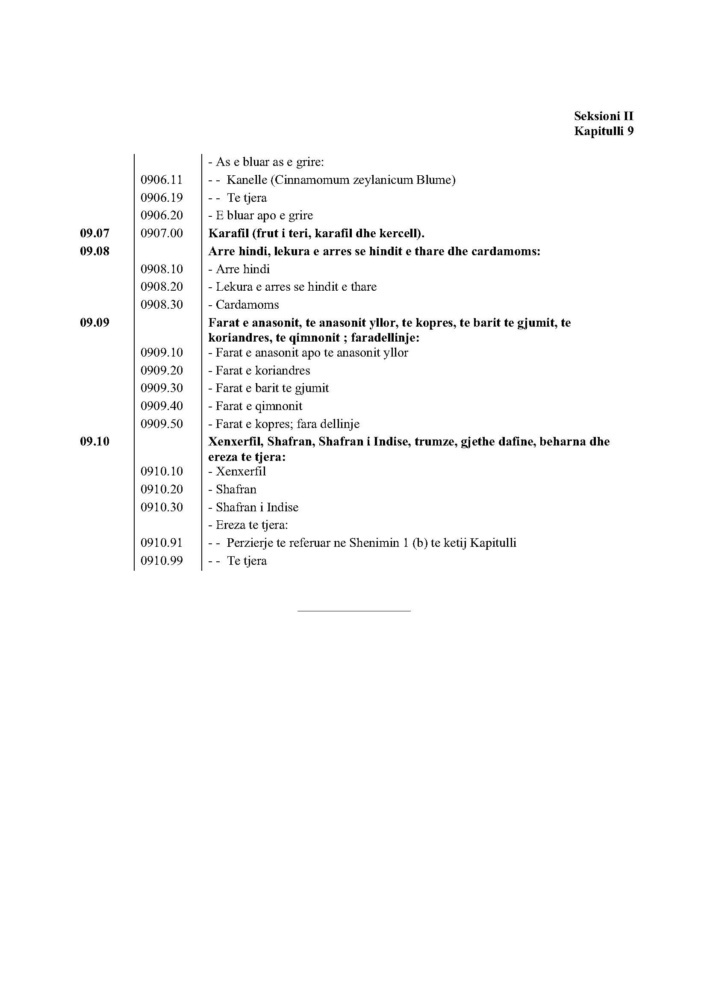 Seksioni II
Kapitulli 9
- As e bluar as e grire:
0906.11 - - Kanelle (Cinnamomum zeylanicum Blume)
0906.19 - - Te tjera
0906.20 - E bluar apo e grire
09.07 0907.00 Karafil (frut i teri, karafil dhe kercell).
09.08 Arre hindi, lekura e arres se hindit e thare dhe cardamoms:
0908.10 - Arre hindi
0908.20 - Lekura e arres se hindit e thare
0908.30 - Cardamoms
09.09 Farat e anasonit, te anasonit yllor, te kopres, te barit te gjumit, te
koriandres, te qimnonit ; faradellinje:
0909.10 - Farat e anasonit apo te anasonit yllor
0909.20 - Farat e koriandres
0909.30 - Farat e barit te gjumit
0909.40 - Farat e qimnonit
0909.50 - Farat e kopres; fara dellinje
09.10 Xenxerfil, Shafran, Shafran i Indise, trumze, gjethe dafine, beharna dhe
ereza te tjera:
0910.10 - Xenxerfil
0910.20 - Shafran
0910.30 - Shafran i Indise
- Ereza te tjera:
0910.91 - - Perzierje te referuar ne Shenimin 1 (b) te ketij Kapitulli
0910.99 - - Te tjera